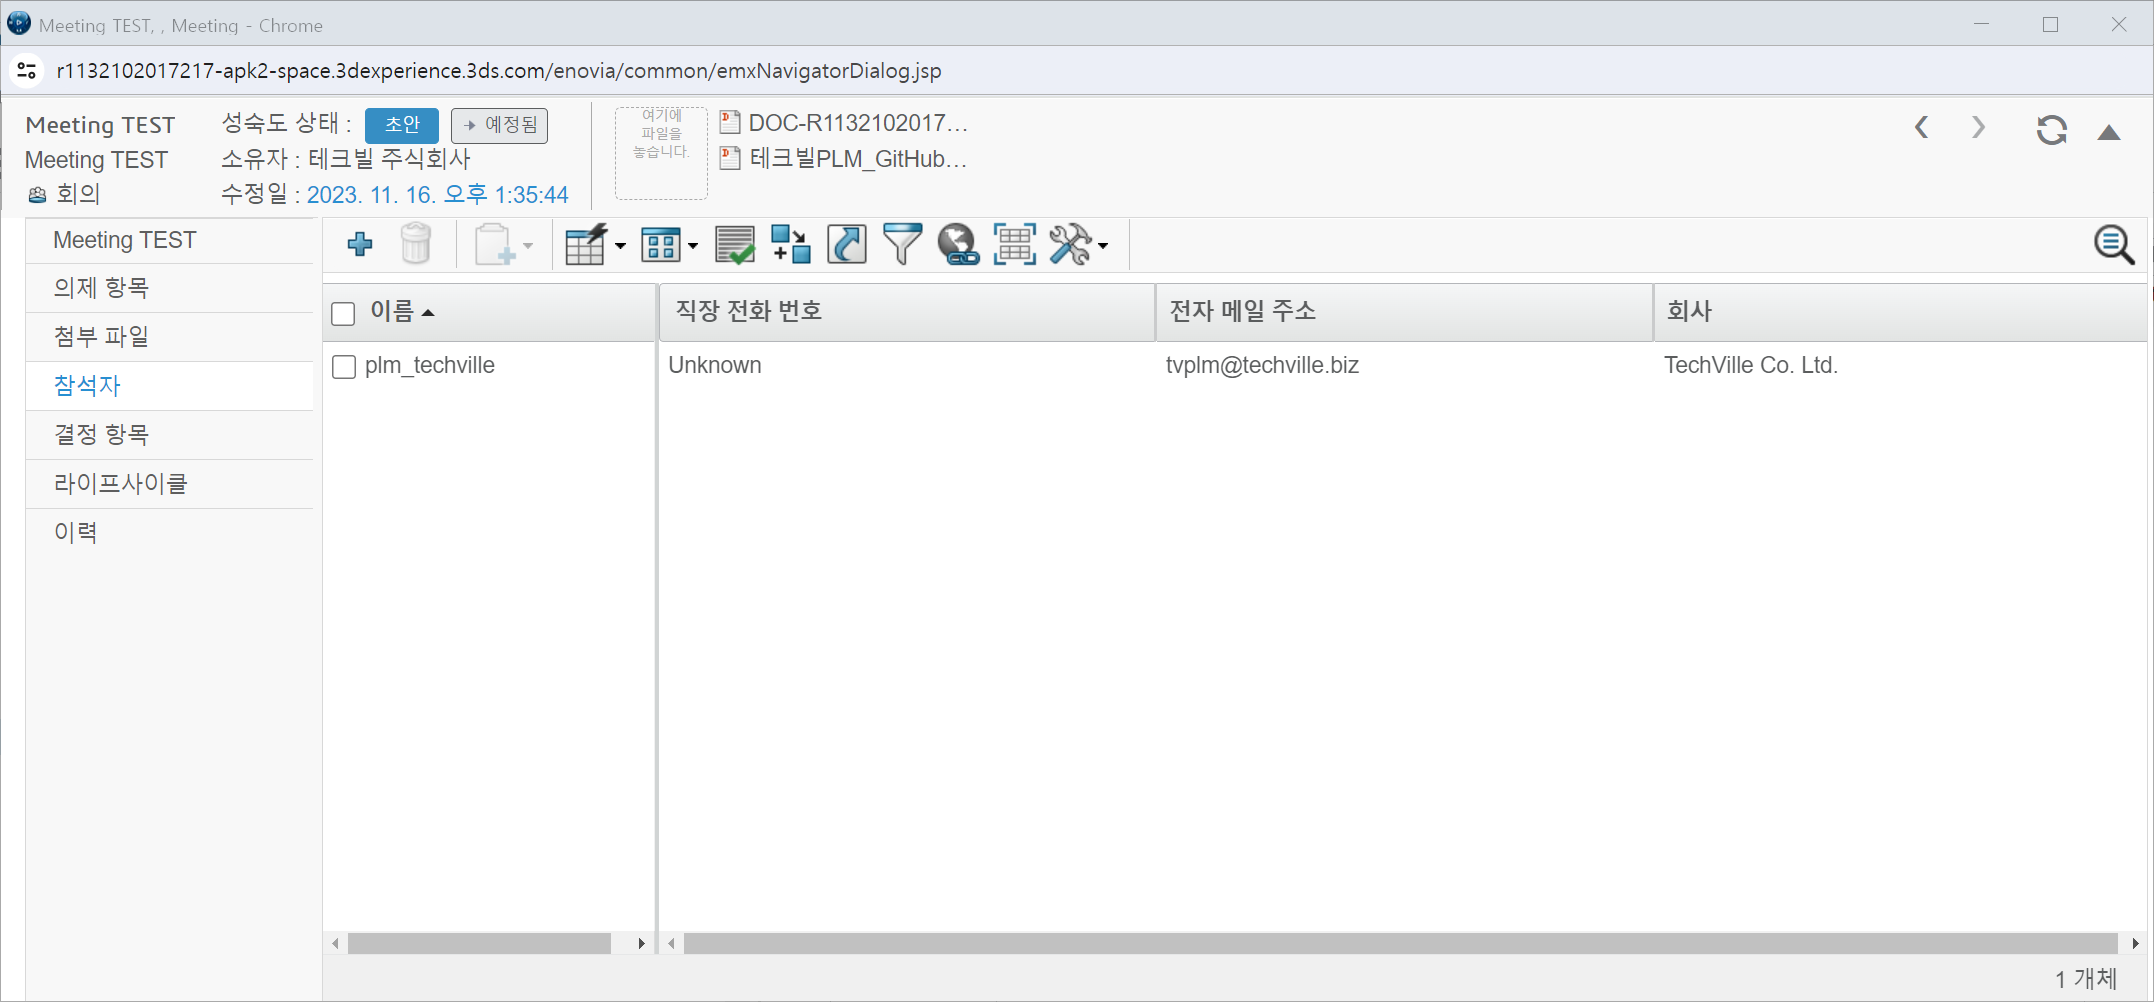 Meeting TEST, , Meeting - Chrome
r1132102017217-apk2-space.3dexperience.3ds.com/enovia/common/emxNavigatorDialog.jsp
Meeting TEST
Meeting TEST
회의
성숙도 상태 : 초안 예정됨
소유자 : 테크빌 주식회사
수정일 : 2023. 11. 16. 오후 1:35:44
여기에
파일을
놓습니다.
DOC-R1132102017...
테크빌PLM_GitHub...
Meeting TEST
의제 항목
첨부 파일
참석자
결정 항목
라이프사이클
이력
이름 직장 전화 번호 전자 메일 주소 회사
plm_techville Unknown tvplm@techville.biz TechVille Co. Ltd.
1 개체